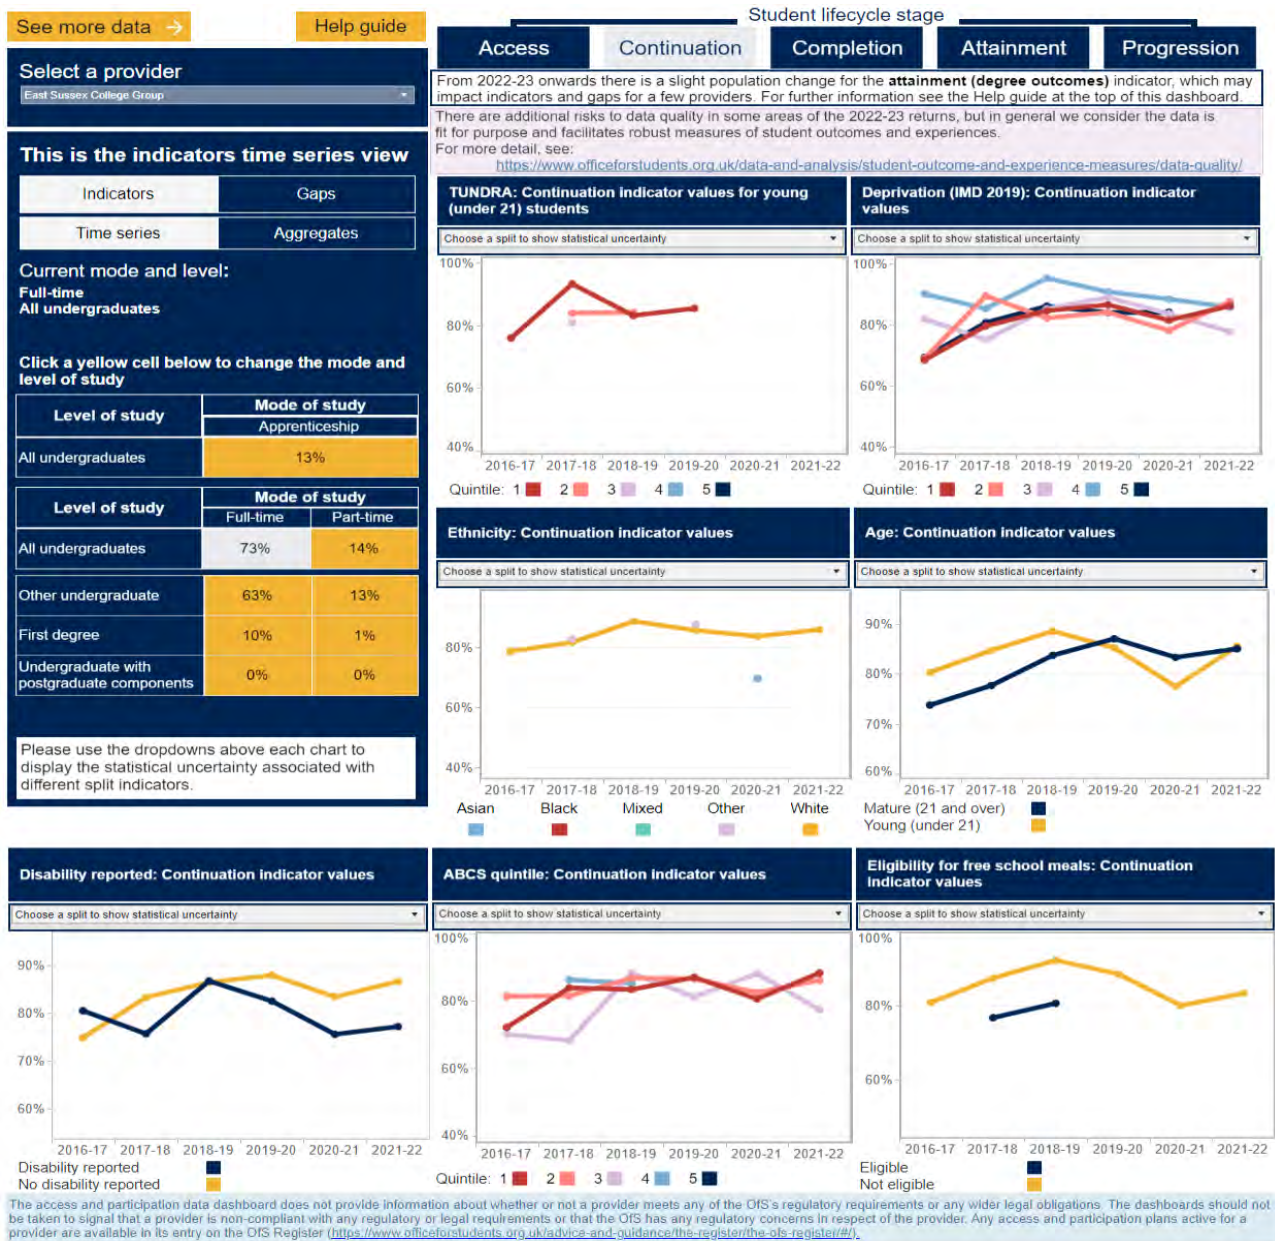 See more data →
Help guide
Select a provider
East Sussex College Group
This is the indicators time series view
Indicators
Gaps
Time series
Aggregates
Current mode and level:
Full-time
All undergraduates
Click a yellow cell below to change the mode and
level of study
Level of study
Mode of study
Apprenticeship
All undergraduates
13%
Level of study
Mode of study
Full-time
Part-time
All undergraduates
73%
14%
Other undergraduate
63%
13%
First degree
10%
1%
Undergraduate with
postgraduate components
0%
0%
Please use the dropdowns above each chart to
display the statistical uncertainty associated with
different split indicators.
Student lifecycle stage
Access
Continuation
Completion
Attainment
Progression
From 2022-23 onwards there is a slight population change for the attainment (degree outcomes) indicator, which may
impact indicators and gaps for a few providers. For further information see the Help guide at the top of this dashboard.
There are additional risks to data quality in some areas of the 2022-23 returns, but in general we consider the data is
fit for purpose and facilitates robust measures of student outcomes and experiences.
For more detail, see:
https://www.officeforstudents.org.uk/data-and-analysis/student-outcome-and-experience-measures/data-quality/
TUNDRA: Continuation indicator values for young
(under 21) students
Choose a split to show statistical uncertainty
100%
80%
60%
40%
2016-17 2017-18 2018-19 2019-20 2020-21 2021-22
Quintile: 1 2 3 4 5
Deprivation (IMD 2019): Continuation indicator
values
Choose a split to show statistical uncertainty
100%
80%
60%
40%
2016-17 2017-18 2018-19 2019-20 2020-21 2021-22
Quintile: 1 2 3 4 5
Ethnicity: Continuation indicator values
Choose a split to show statistical uncertainty
80%
60%
40%
2016-17 2017-18 2018-19 2019-20 2020-21 2021-22
Asian Black Mixed Other White
Age: Continuation indicator values
Choose a split to show statistical uncertainty
90%
80%
70%
60%
2016-17 2017-18 2018-19 2019-20 2020-21 2021-22
Mature (21 and over)
Young (under 21)
Disability reported: Continuation indicator values
Choose a split to show statistical uncertainty
90%
80%
70%
60%
2016-17 2017-18 2018-19 2019-20 2020-21 2021-22
Disability reported
No disability reported
ABCS quintile: Continuation indicator values
Choose a split to show statistical uncertainty
100%
80%
60%
40%
2016-17 2017-18 2018-19 2019-20 2020-21 2021-22
Quintile: 1 2 3 4 5
Eligibility for free school meals: Continuation
indicator values
Choose a split to show statistical uncertainty
100%
80%
60%
2016-17 2017-18 2018-19 2019-20 2020-21 2021-22
Eligible
Not eligible
The access and participation data dashboard does not provide information about whether or not a provider meets any of the OfS's regulatory requirements or any wider legal obligations. The dashboards should not
be taken to signal that a provider is non-compliant with any regulatory or legal requirements or that the OfS has any regulatory concerns in respect of the provider. Any access and participation plans active for a
provider are available in its entry on the OfS Register (https://www.officeforstudents.org.uk/advice-and-guidance/the-register/the-ofs-register/#/).